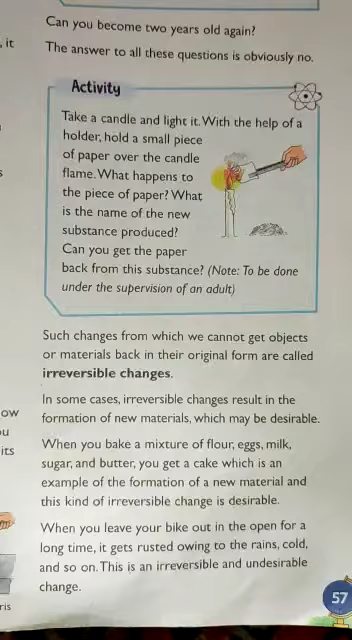 Can you become two years old again?
, it
The answer to all these questions is obviously no.
Activity
Take a candle and light it. With the help of a
holder, hold a small piece
of paper over the candle
flame. What happens to
the piece of paper? What
is the name of the new
substance produced?
Can you get the paper
back from this substance? (Note: To be done
under the supervision of an adult)
Such changes from which we cannot get objects
or materials back in their original form are called
irreversible changes.
In some cases, irreversible changes result in the
formation of new materials, which may be desirable.
ow
its
When you bake a mixture of flour, eggs, milk,
sugar, and butter, you get a cake which is an
example of the formation of a new material and
this kind of irreversible change is desirable.
When you leave your bike out in the open for a
long time, it gets rusted owing to the rains, cold,
and so on. This is an irreversible and undesirable
change.
57
ris